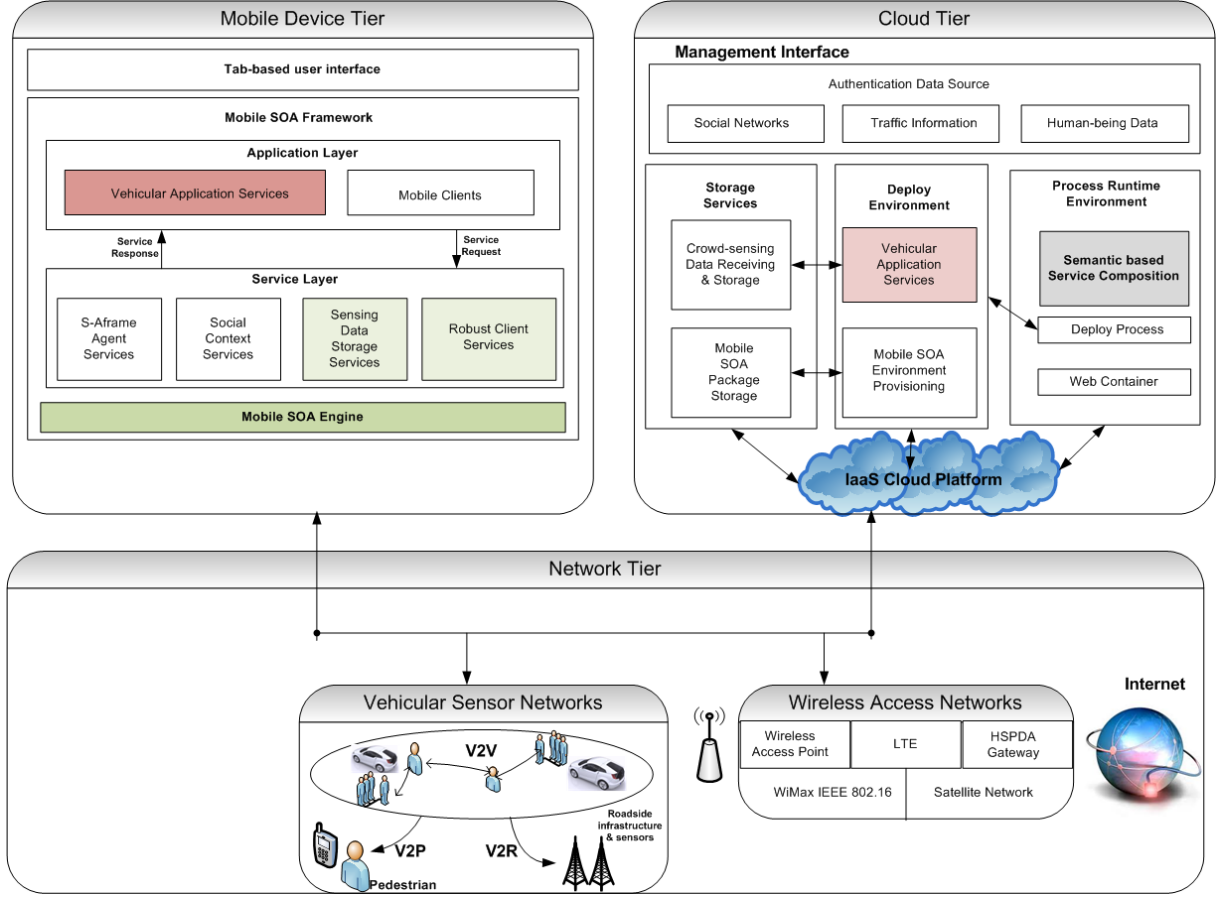 Mobile Device Tier
Tab-based user interface
Mobile SOA Framework
Application Layer
Vehicular Application Services
Mobile Clients
Service
Response
Service
Request
Service Layer
S-Aframe
Agent
Services
Social
Context
Services
Sensing
Data
Storage
Services
Robust Client
Services
Mobile SOA Engine
Cloud Tier
Management Interface
Authentication Data Source
Social Networks
Traffic Information
Human-being Data
Storage
Services
Crowd-sensing
Data Receiving
& Storage
Mobile
SOA
Package
Storage
Deploy
Environment
Vehicular
Application
Services
Mobile SOA
Environment
Provisioning
Process Runtime
Environment
Semantic based
Service Composition
Deploy Process
Web Container
IaaS Cloud Platform
Network Tier
Vehicular Sensor Networks
V2V
V2P
V2R
Roadside
infrastructure
& sensors
Pedestrian
Wireless Access Networks
Wireless
Access Point
LTE
HSPDA
Gateway
WiMax IEEE 802.16
Satellite Network
Internet